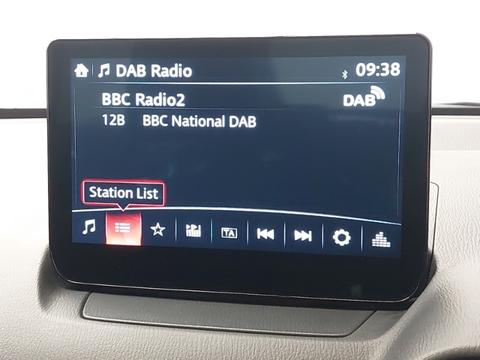 DAB Radio 09:38
BBC Radio2 DAB
12B BBC National DAB
Station List
TA